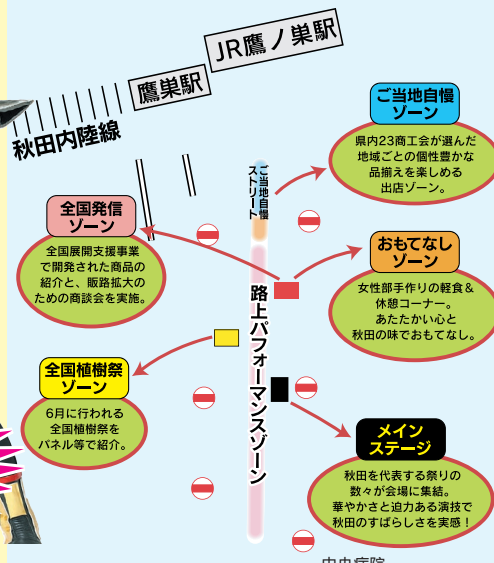 JR鷹ノ巣駅
鷹巣駅
秋田内陸線
ご当地自慢
ゾーン
県内23商工会が選んだ
地域ごとの個性豊かな
品揃えを楽しめる
出店ゾーン。
ご当地自慢
ストリート
全国発信
ゾーン
全国展開支援事業
で開発された商品の
紹介と、販路拡大の
ための商談会を実施。
おもてなし
ゾーン
女性部手作りの軽食&
休憩コーナー。
あたたかい心と
秋田の味でおもてなし。
路上パフォーマンスゾーン
全国植樹祭
ゾーン
6月に行われる
全国植樹祭を
パネル等で紹介。
メイン
ステージ
秋田を代表する祭りの
数々が会場に集結。
華やかさと迫力ある演技で
秋田のすばらしさを実感!
中央病院